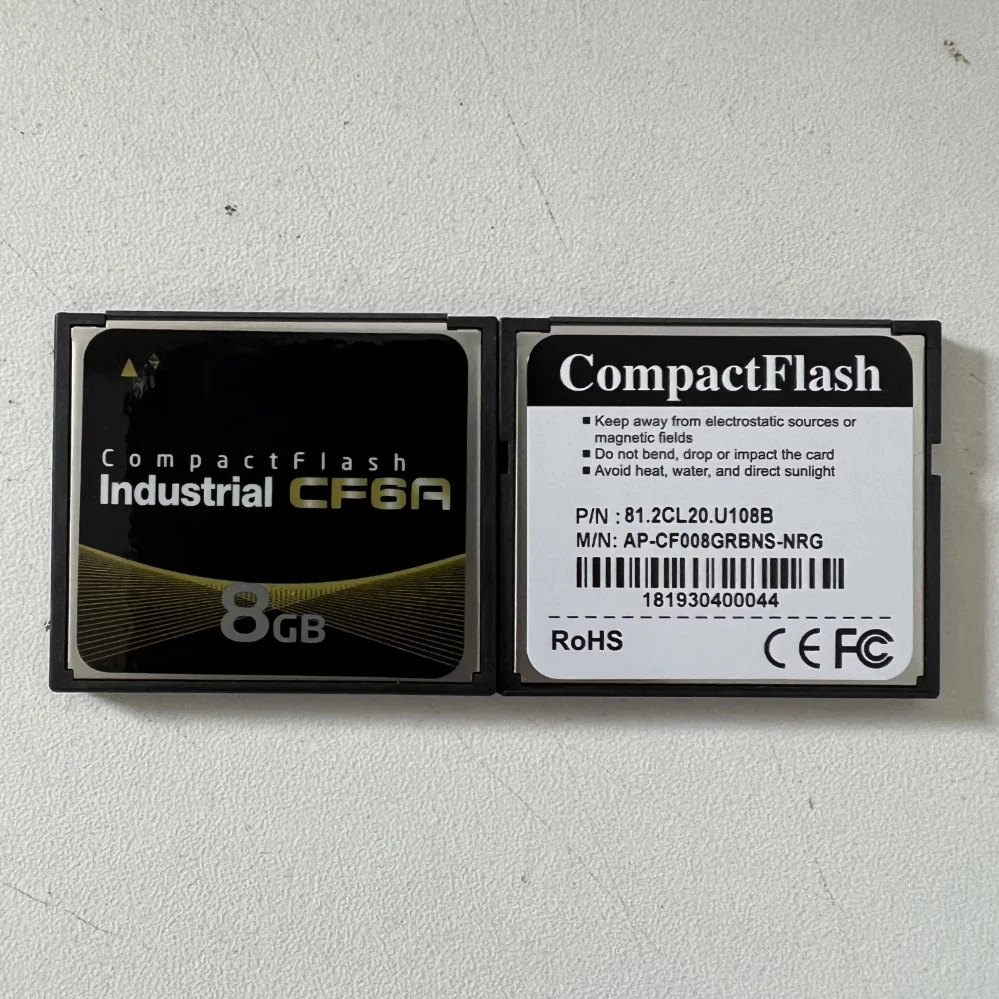 CompactFlash
Industrial CF6A
8GB
CompactFlash
■ Keep away from electrostatic sources or
magnetic fields
■ Do not bend, drop or impact the card
■ Avoid heat, water, and direct sunlight
P/N : 81.2CL20.U108B
M/N: AP-CF008GRBNS-NRG
181930400044
RoHS CE FC